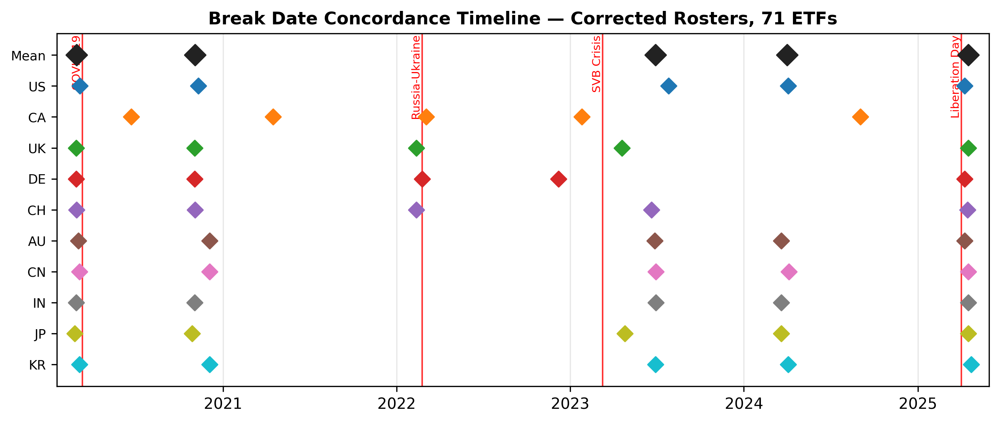 Break Date Concordance Timeline — Corrected Rosters, 71 ETFs
Russia-Ukraine
SVB Crisis
Liberation Day
Mean
US
CA
UK
DE
CH
AU
CN
IN
JP
KR
2021
2022
2023
2024
2025